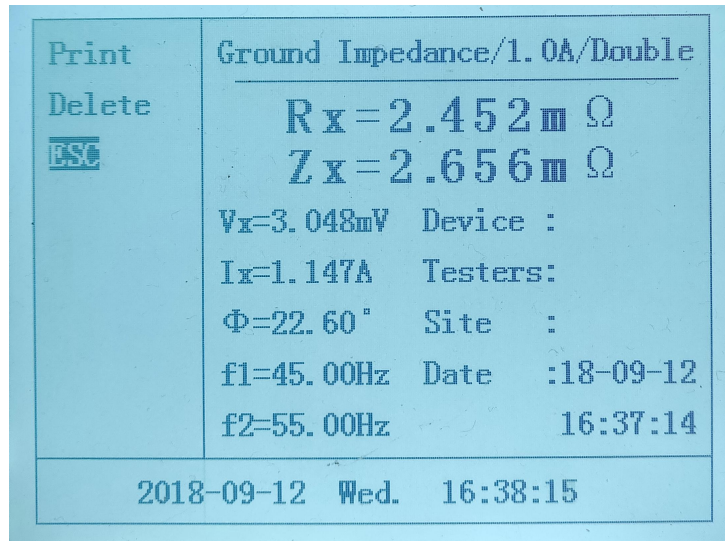 Print
Delete
ESC
Ground Impedance/1.0A/Double
Rx=2.452mΩ
Zx=2.656mΩ
Vx=3.048mV Device :
Ix=1.147A Testers:
Φ=22.60° Site :
f1=45.00Hz Date :18-09-12
f2=55.00Hz 16:37:14
2018-09-12 Wed. 16:38:15